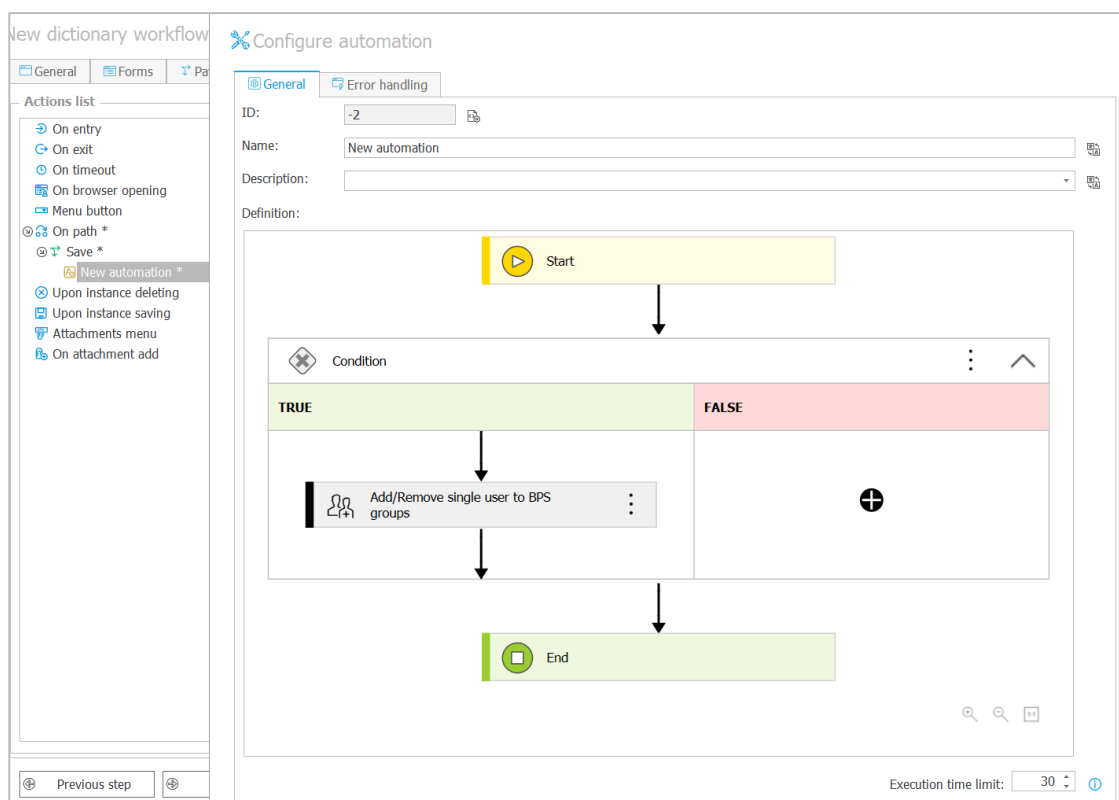 New dictionary workflow
General
Forms
Pa
Actions list
On entry
On exit
On timeout
On browser opening
Menu button
On path *
Save *
New automation *
Upon instance deleting
Upon instance saving
Attachments menu
On attachment add
Previous step
Configure automation
General
Error handling
ID:
-2
Name:
New automation
Description:
Definition:
Start
Condition
TRUE
FALSE
Add/Remove single user to BPS
groups
End
Execution time limit:
30